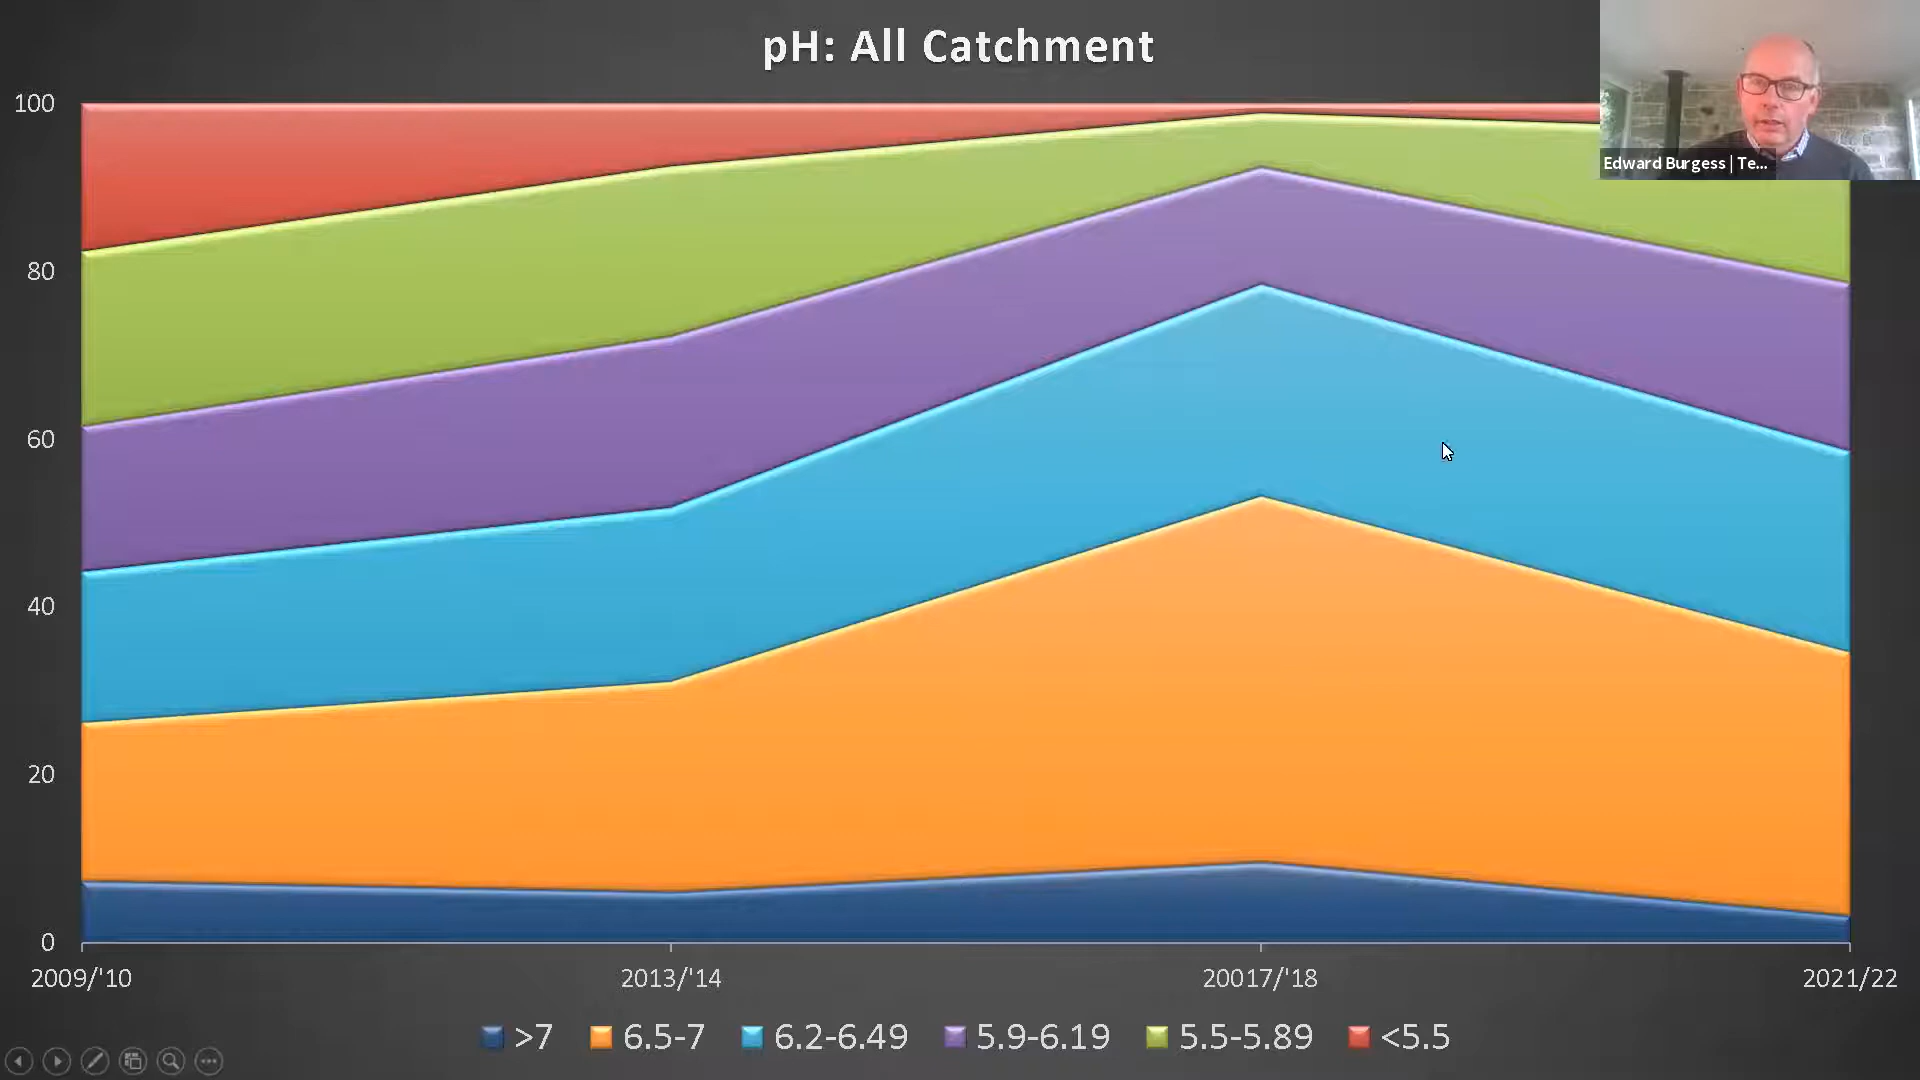 pH: All Catchment
Edward Burgess | Te...
100
80
60
40
20
0
2009/'10 2013/'14 20017/'18 2021/22
>7 6.5-7 6.2-6.49 5.9-6.19 5.5-5.89 <5.5